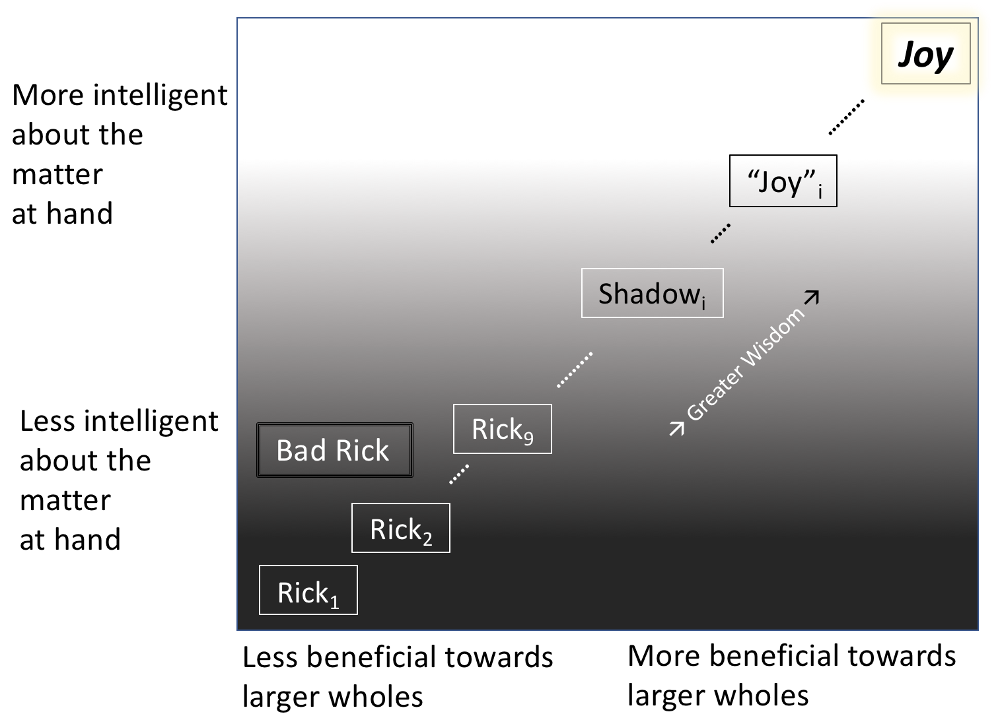 Joy
More intelligent
about the
matter
at hand
“Joy”i
Shadowi
Greater Wisdom
Less intelligent
about the
matter
at hand
Rick9
Bad Rick
Rick2
Rick1
Less beneficial towards
larger wholes
More beneficial towards
larger wholes